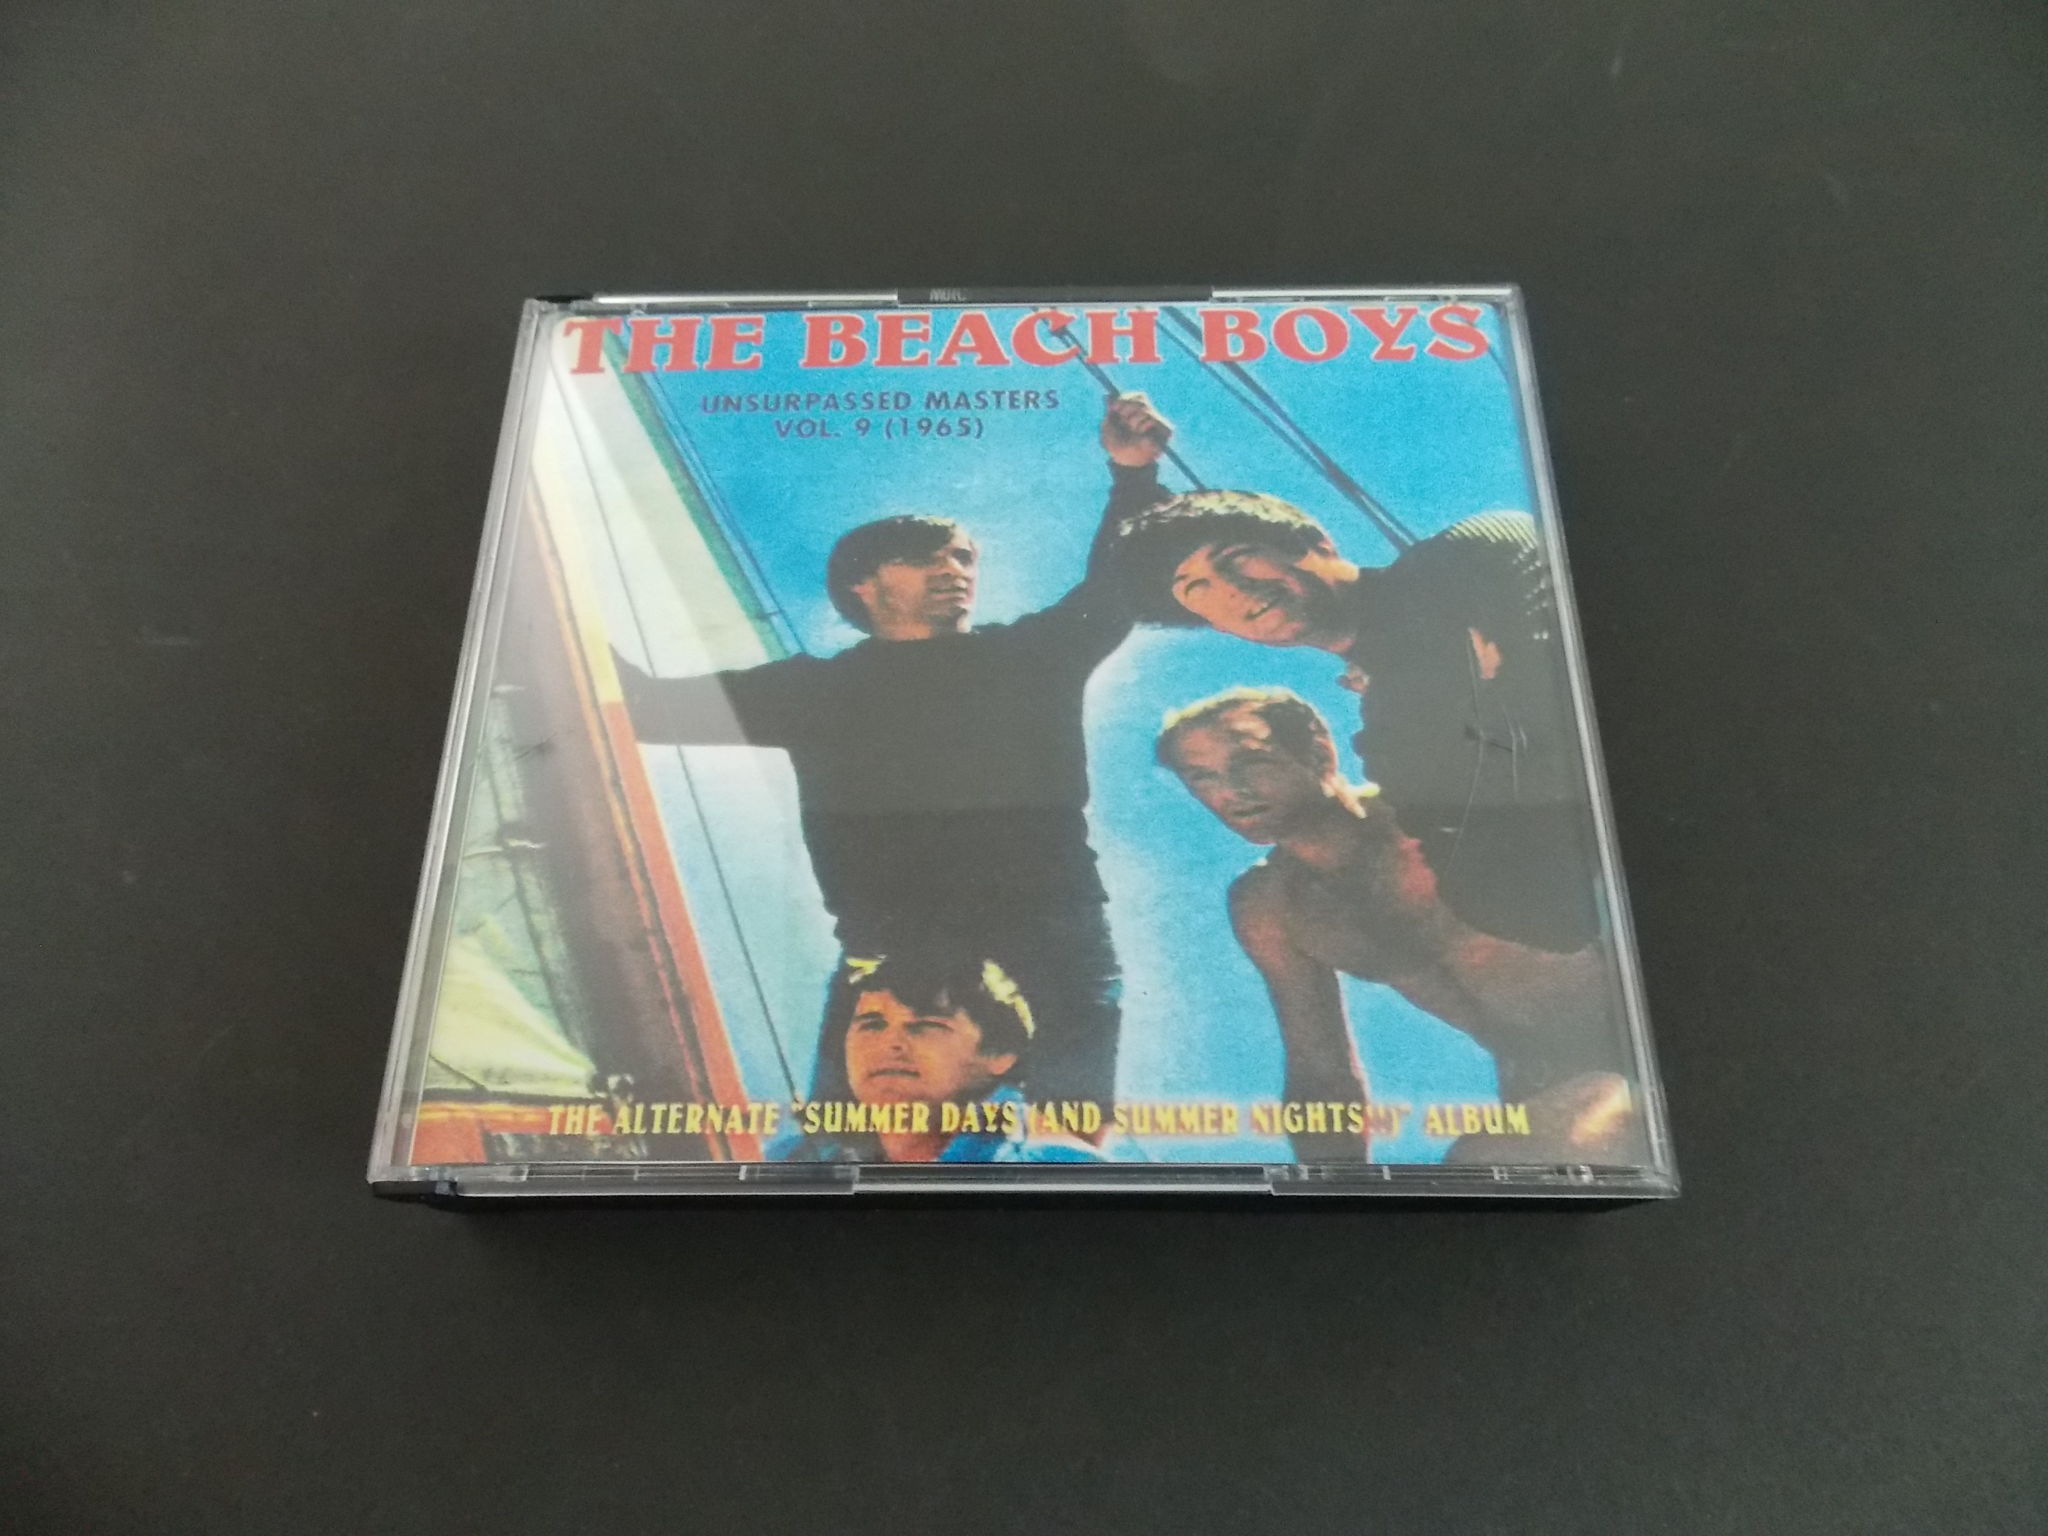 THE BEACH BOYS
UNSURPASSED MASTERS
VOL. 9 (1965)
THE ALTERNATE "SUMMER DAYS (AND SUMMER NIGHTS!!)" ALBUM